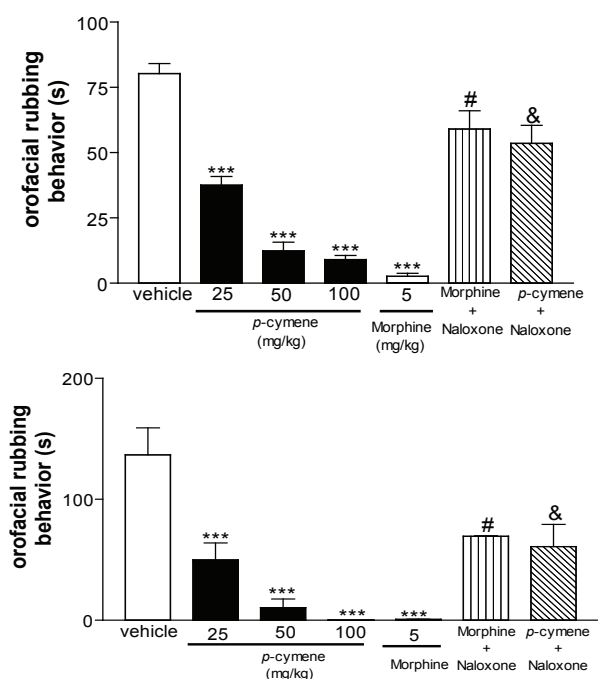 100
75
50
25
0
orofacial rubbing
behavior (s)
***
***
***
***
#
&
vehicle 25 50 100 5 Morphine p-cymene
+ +
Naloxone Naloxone
p-cymene
(mg/kg)
Morphine
(mg/kg)
200
100
0
orofacial rubbing
behavior (s)
***
***
***
***
#
&
vehicle 25 50 100 5 Morphine p-cymene
+ +
Naloxone Naloxone
p-cymene
(mg/kg)
Morphine